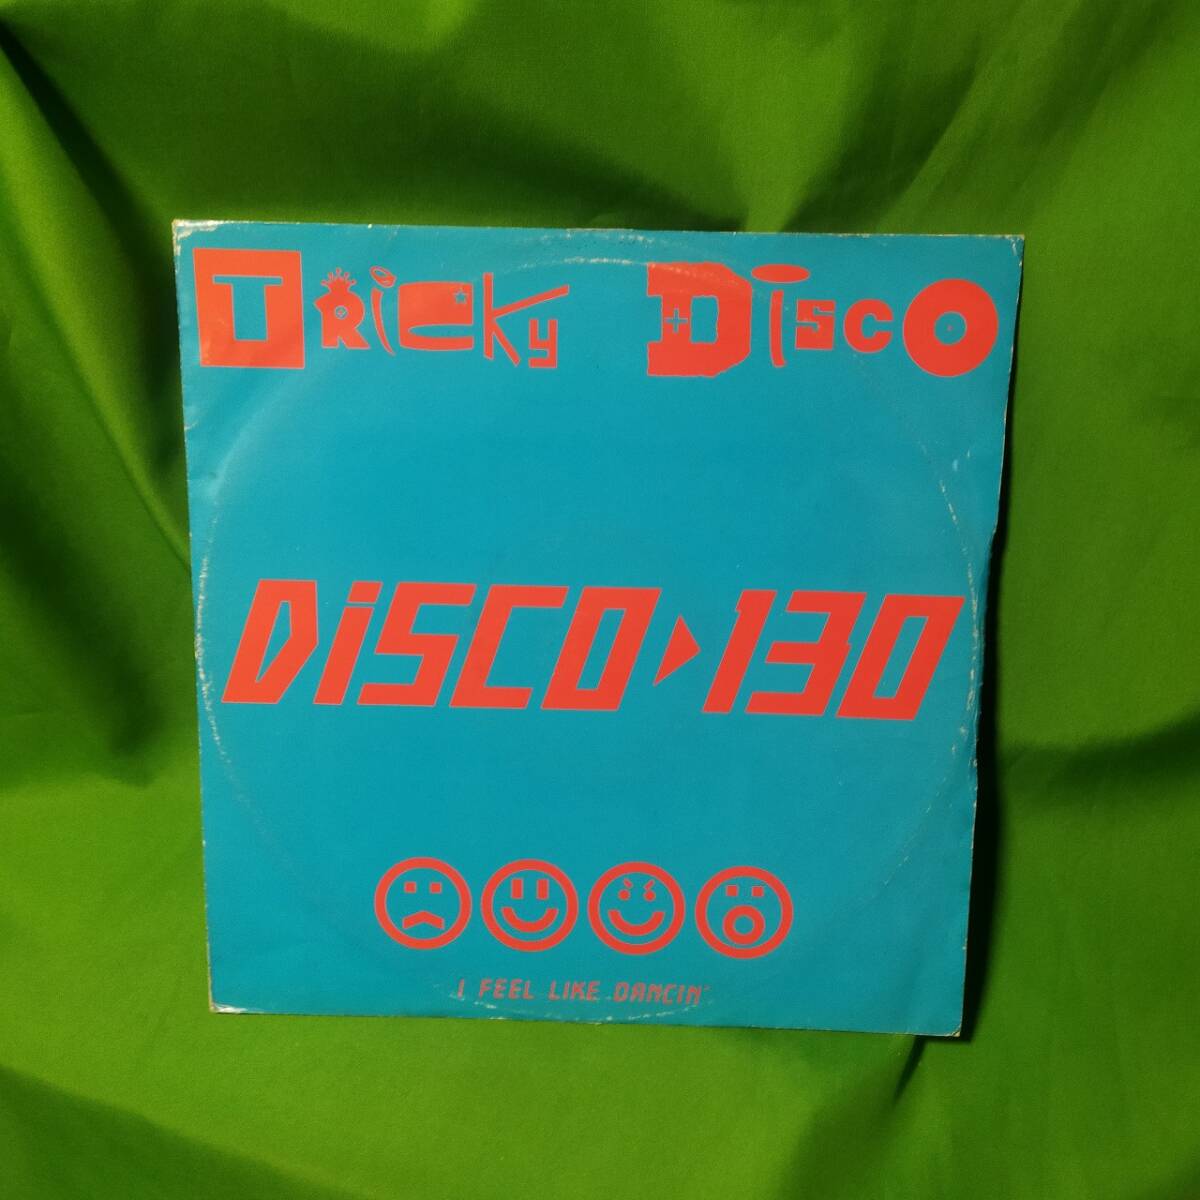 TRiCKy DiscO
DiSCO▶130
I FEEL LIKE DANCIN'